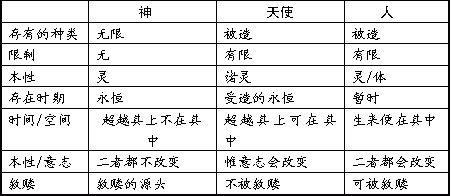 神 天使 人
存有的种类 无限 被造 被造
限制 无 有限 有限
本性 灵 诸灵 灵/体
存在时期 永恒 受造的永恒 暂时
时间/空间 超越其上不在其中 超越其上可在其中 生来便在其中
本性/意志 二者都不改变 惟意志会改变 二者都会改变
救赎 救赎的源头 不被救赎 可被救赎